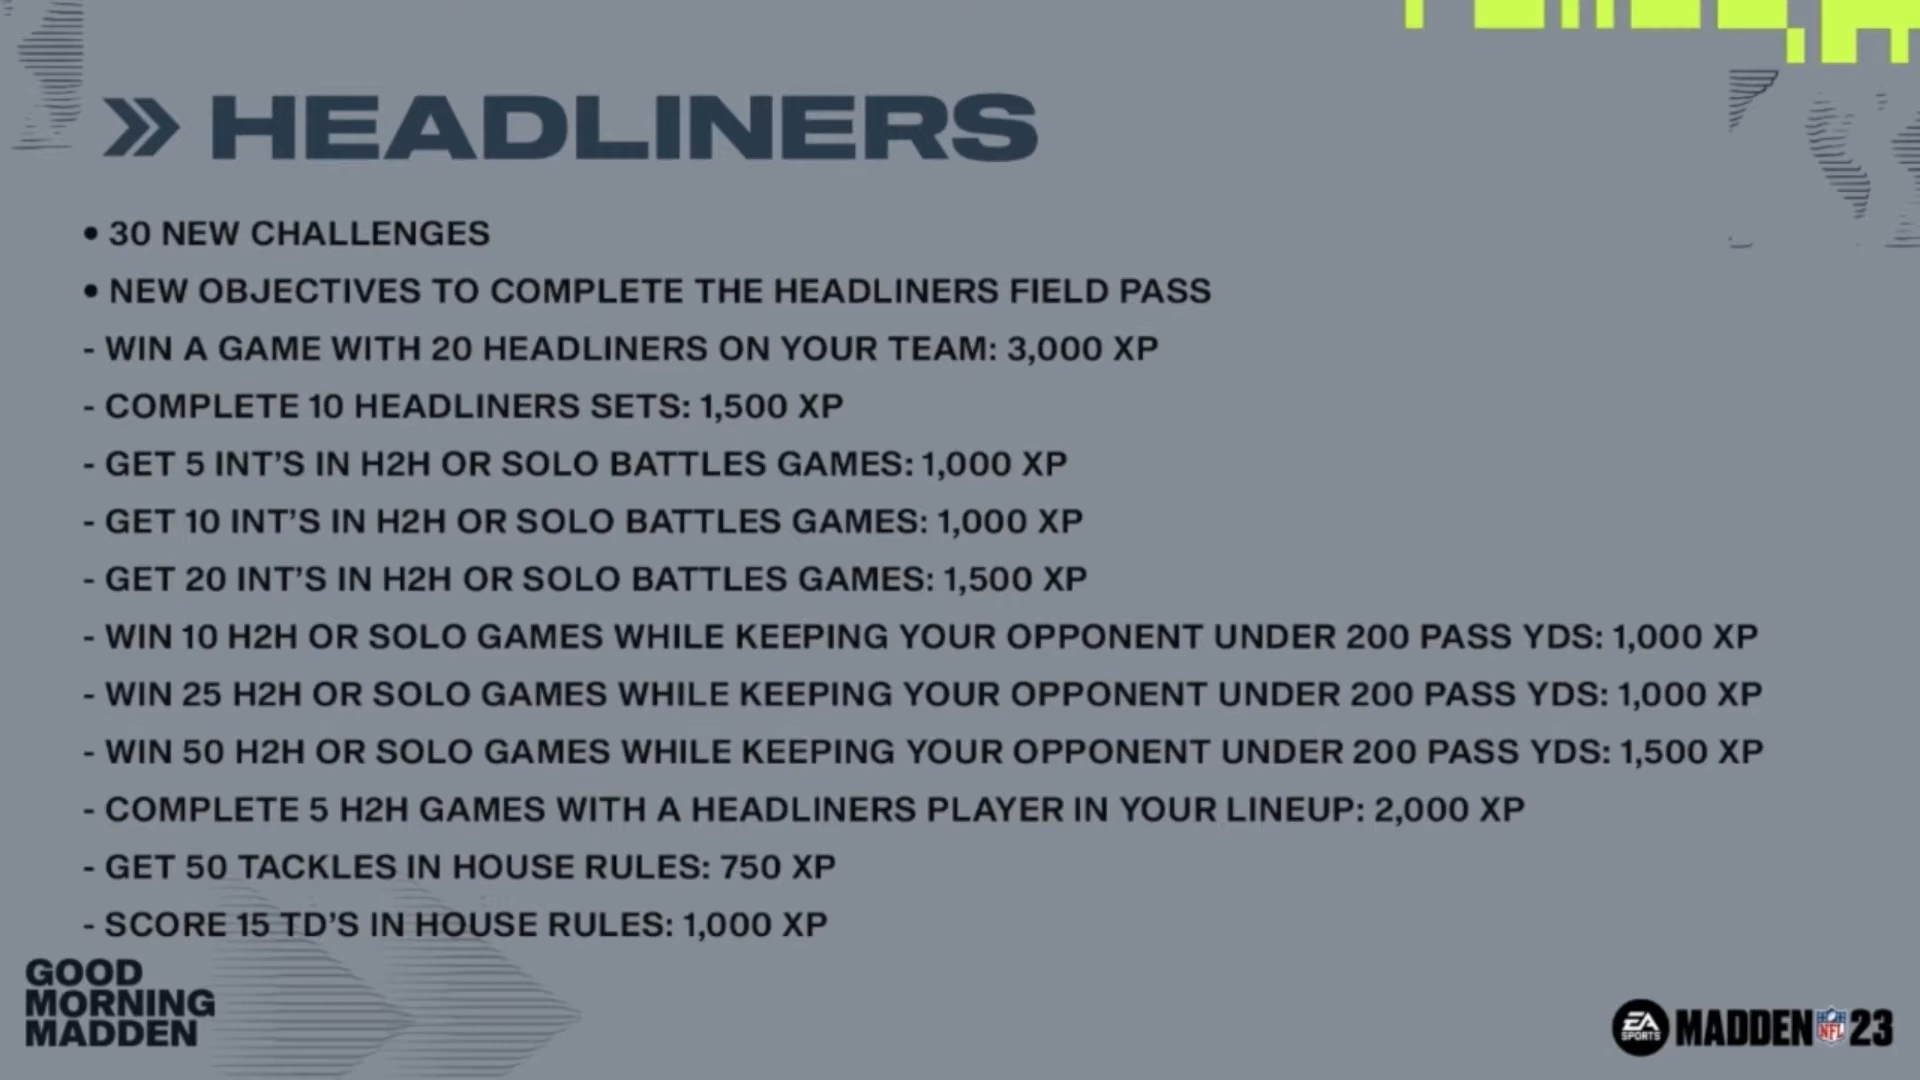 » HEADLINERS
• 30 NEW CHALLENGES
• NEW OBJECTIVES TO COMPLETE THE HEADLINERS FIELD PASS
- WIN A GAME WITH 20 HEADLINERS ON YOUR TEAM: 3,000 XP
- COMPLETE 10 HEADLINERS SETS: 1,500 XP
- GET 5 INT’S IN H2H OR SOLO BATTLES GAMES: 1,000 XP
- GET 10 INT’S IN H2H OR SOLO BATTLES GAMES: 1,000 XP
- GET 20 INT’S IN H2H OR SOLO BATTLES GAMES: 1,500 XP
- WIN 10 H2H OR SOLO GAMES WHILE KEEPING YOUR OPPONENT UNDER 200 PASS YDS: 1,000 XP
- WIN 25 H2H OR SOLO GAMES WHILE KEEPING YOUR OPPONENT UNDER 200 PASS YDS: 1,000 XP
- WIN 50 H2H OR SOLO GAMES WHILE KEEPING YOUR OPPONENT UNDER 200 PASS YDS: 1,500 XP
- COMPLETE 5 H2H GAMES WITH A HEADLINERS PLAYER IN YOUR LINEUP: 2,000 XP
- GET 50 TACKLES IN HOUSE RULES: 750 XP
- SCORE 15 TD’S IN HOUSE RULES: 1,000 XP
GOOD
MORNING
MADDEN
EA SPORTS MADDEN NFL 23